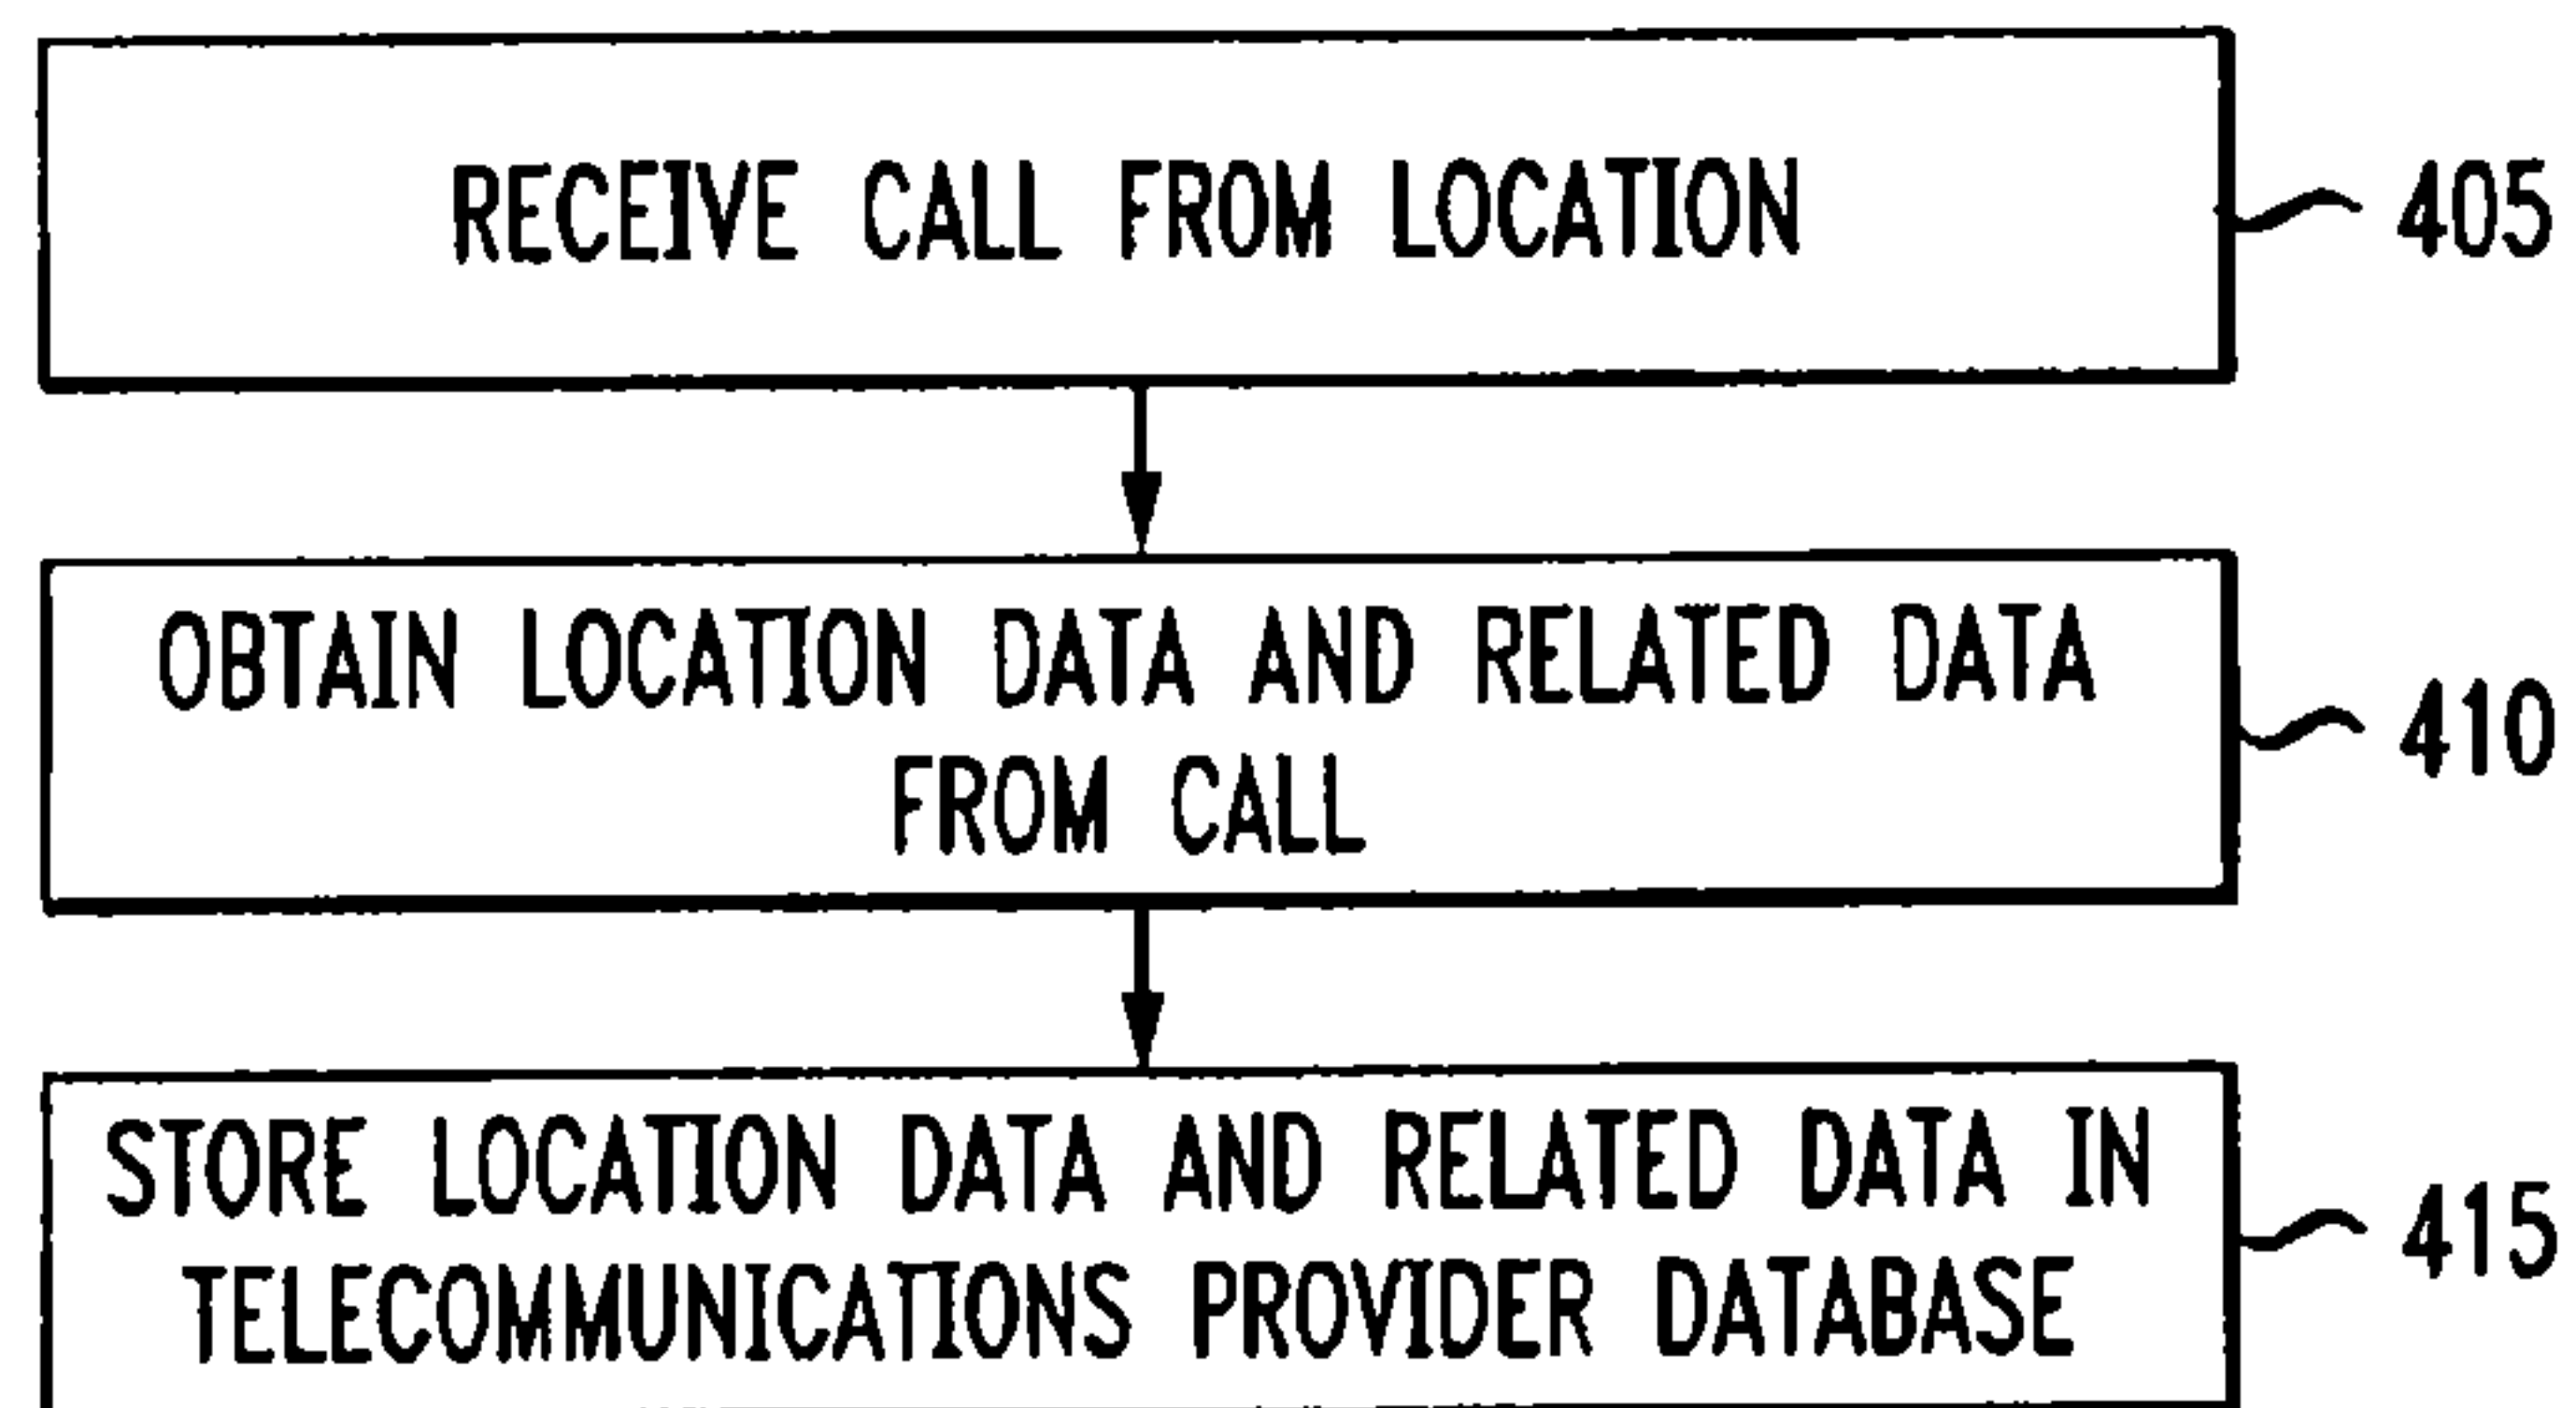 RECEIVE CALL FROM LOCATION
405
OBTAIN LOCATION DATA AND RELATED DATA
FROM CALL
410
STORE LOCATION DATA AND RELATED DATA IN
TELECOMMUNICATIONS PROVIDER DATABASE
415